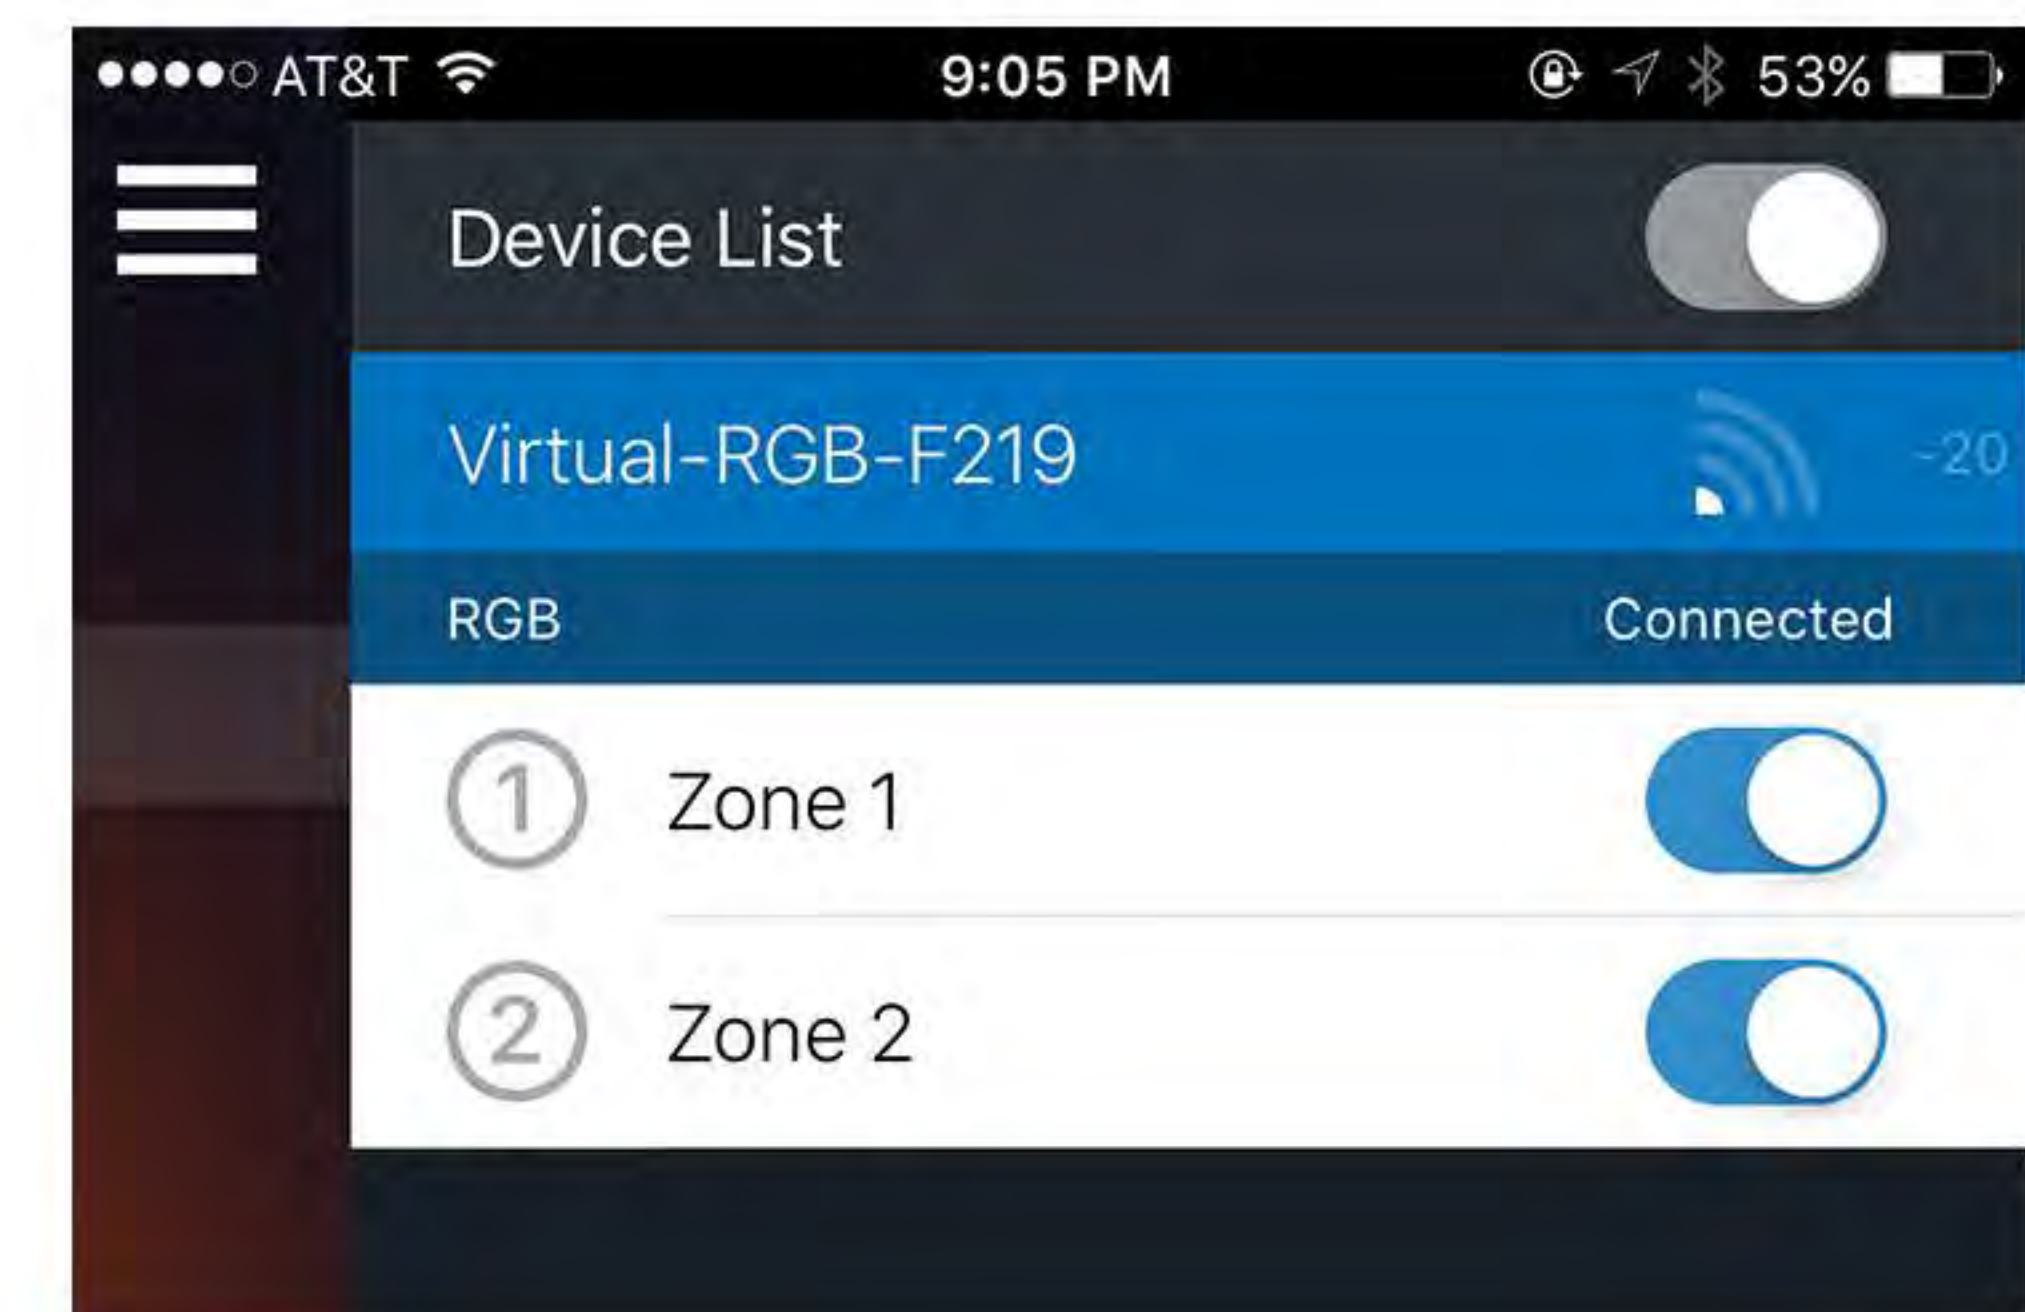 AT&T 9:05 PM 53%
Device List
Virtual-RGB-F219 -20
RGB Connected
1 Zone 1
2 Zone 2